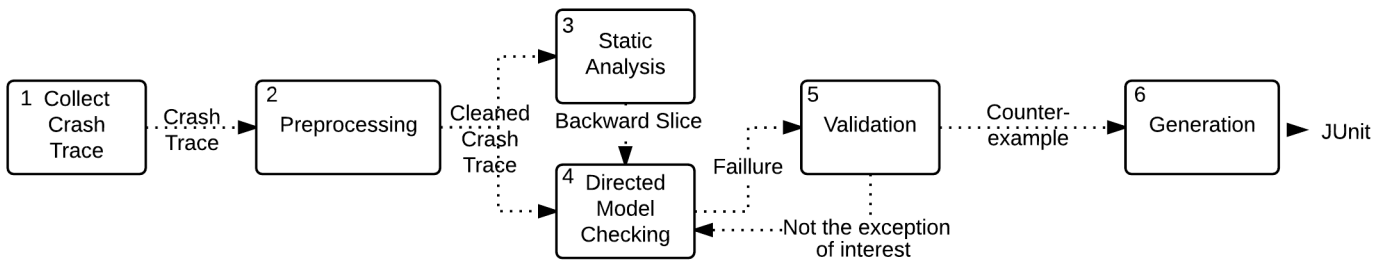 1 Collect
Crash
Trace
Crash
Trace
2
Preprocessing
Cleaned
Crash
Trace
3
Static
Analysis
Backward Slice
4
Directed
Model
Checking
Faillure
5
Validation
Not the exception
of interest
Counter-
example
6
Generation
JUnit